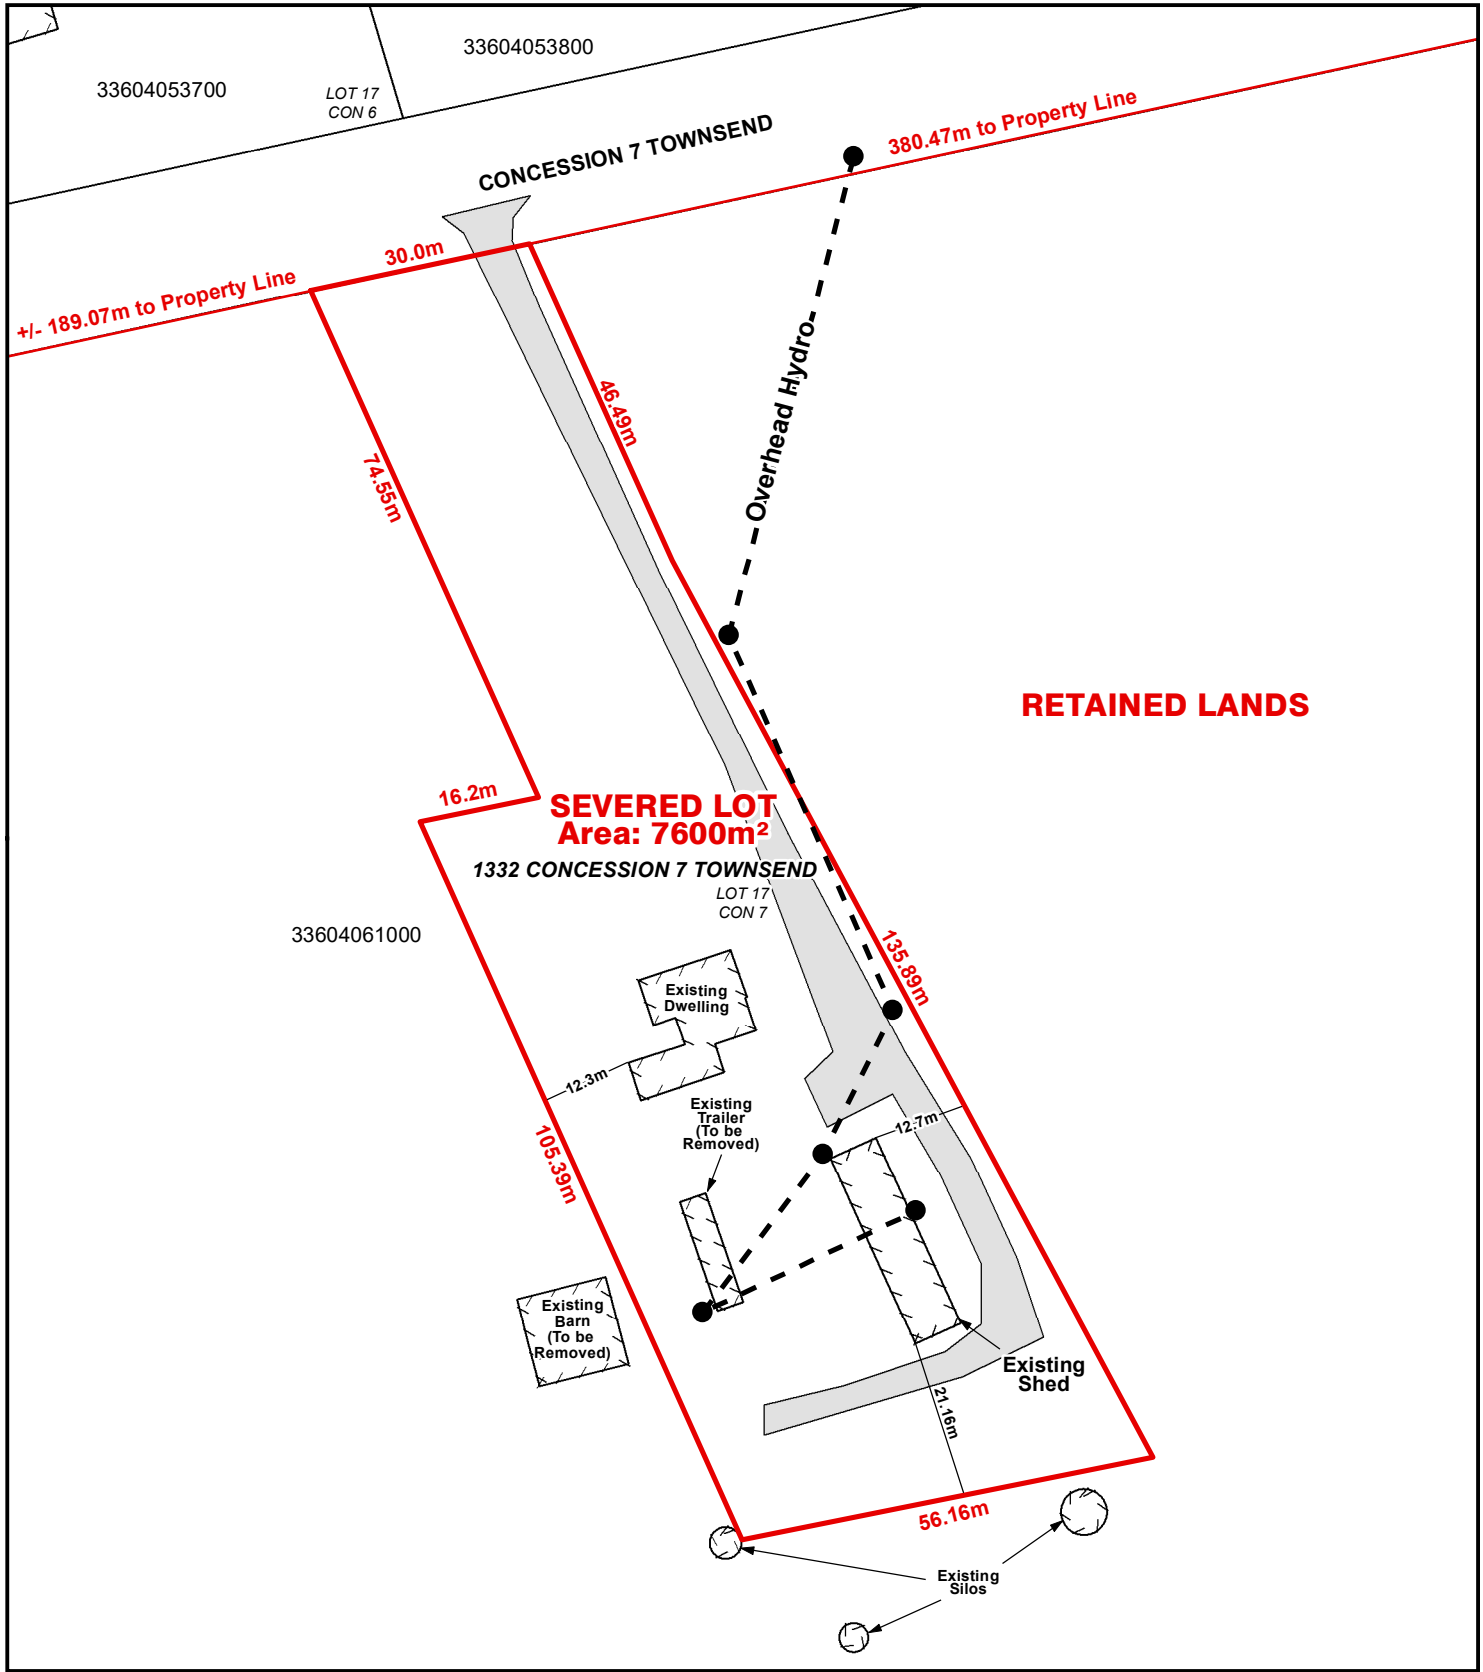 33604053800
33604053700
LOT 17
CON 6
CONCESSION 7 TOWNSEND
380.47m to Property Line
30.0m
+/- 189.07m to Property Line
Overhead Hydro
46.49m
74.55m
RETAINED LANDS
16.2m
SEVERED LOT
Area: 7600m²
1332 CONCESSION 7 TOWNSEND
LOT 17
CON 7
33604061000
135.89m
Existing
Dwelling
12.3m
Existing
Trailer
(To be
Removed)
12.7m
105.39m
Existing
Barn
(To be
Removed)
Existing
Shed
21.16m
56.16m
Existing
Silos